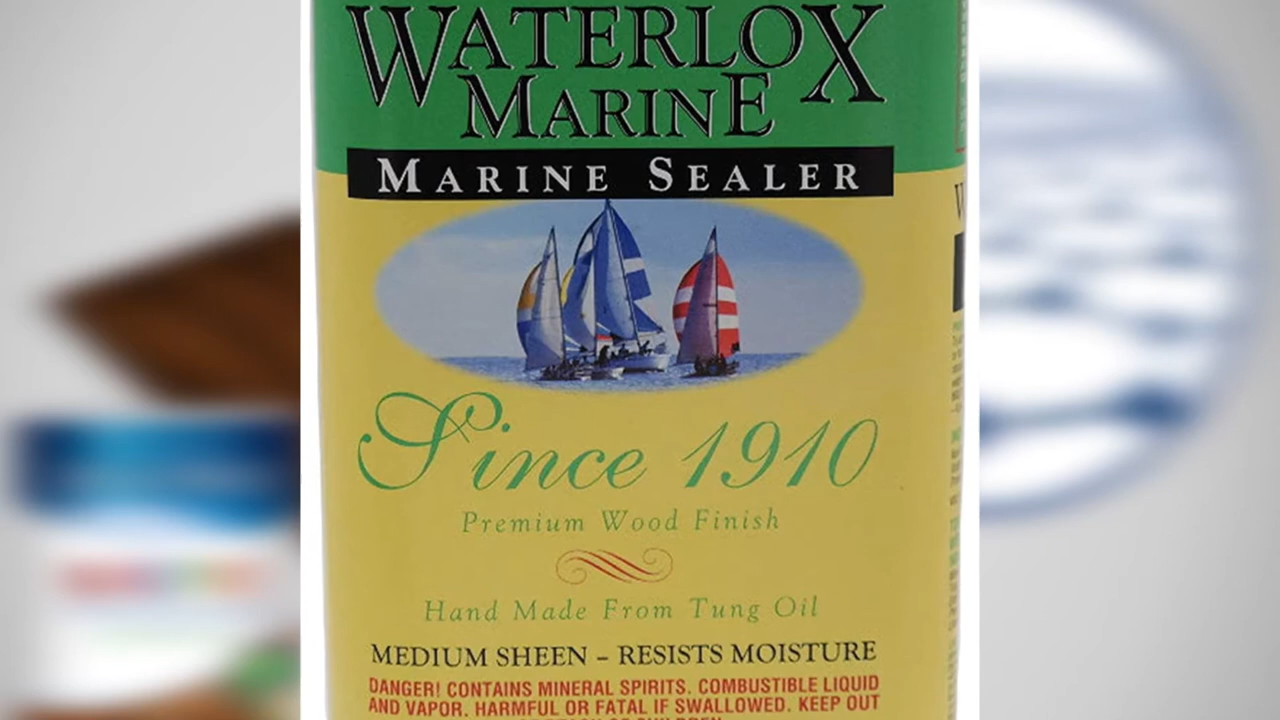 WATERLOX
MARINE
MARINE SEALER
Since 1910
Premium Wood Finish
Hand Made From Tung Oil
MEDIUM SHEEN – RESISTS MOISTURE
DANGER! CONTAINS MINERAL SPIRITS. COMBUSTIBLE LIQUID
AND VAPOR. HARMFUL OR FATAL IF SWALLOWED. KEEP OUT